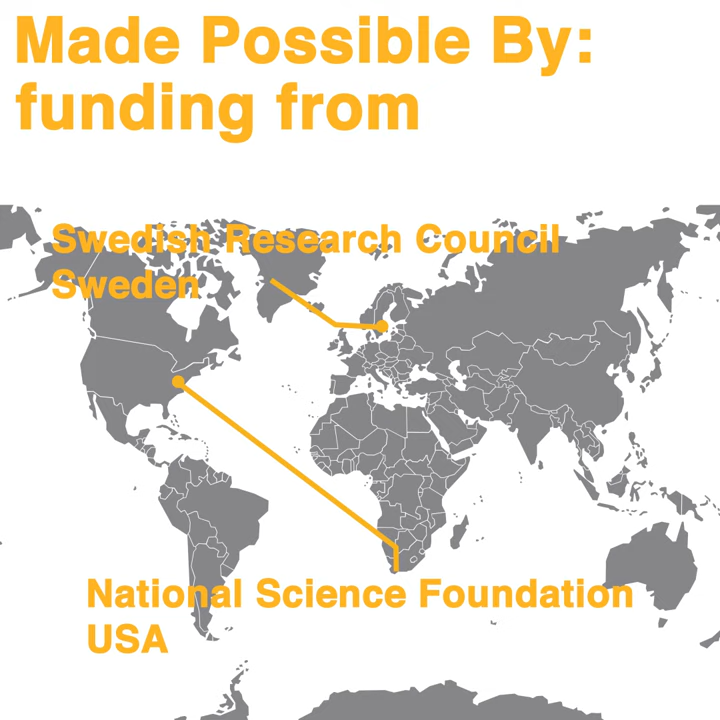 Made Possible By:
funding from
Swedish Research Council
Sweden
National Science Foundation
USA